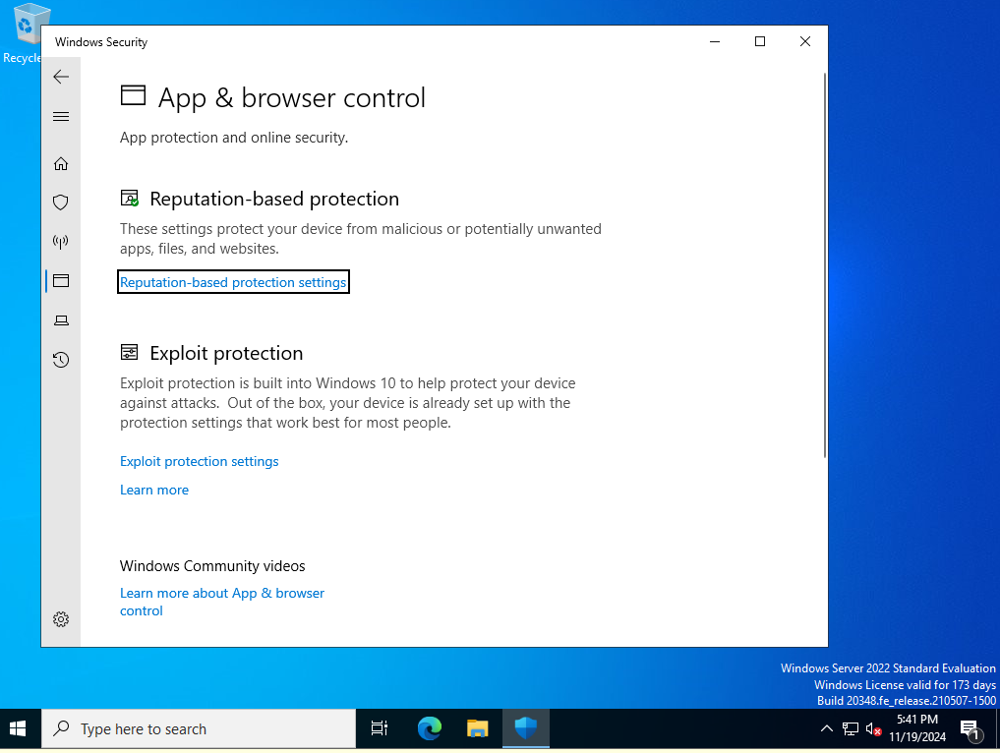 Recycle
Windows Security
App & browser control
App protection and online security.
Reputation-based protection
These settings protect your device from malicious or potentially unwanted
apps, files, and websites.
Reputation-based protection settings
Exploit protection
Exploit protection is built into Windows 10 to help protect your device
against attacks.  Out of the box, your device is already set up with the
protection settings that work best for most people.
Exploit protection settings
Learn more
Windows Community videos
Learn more about App & browser
control
Windows Server 2022 Standard Evaluation
Windows License valid for 173 days
Build 20348.fe_release.210507-1500
Type here to search
5:41 PM
11/19/2024
1